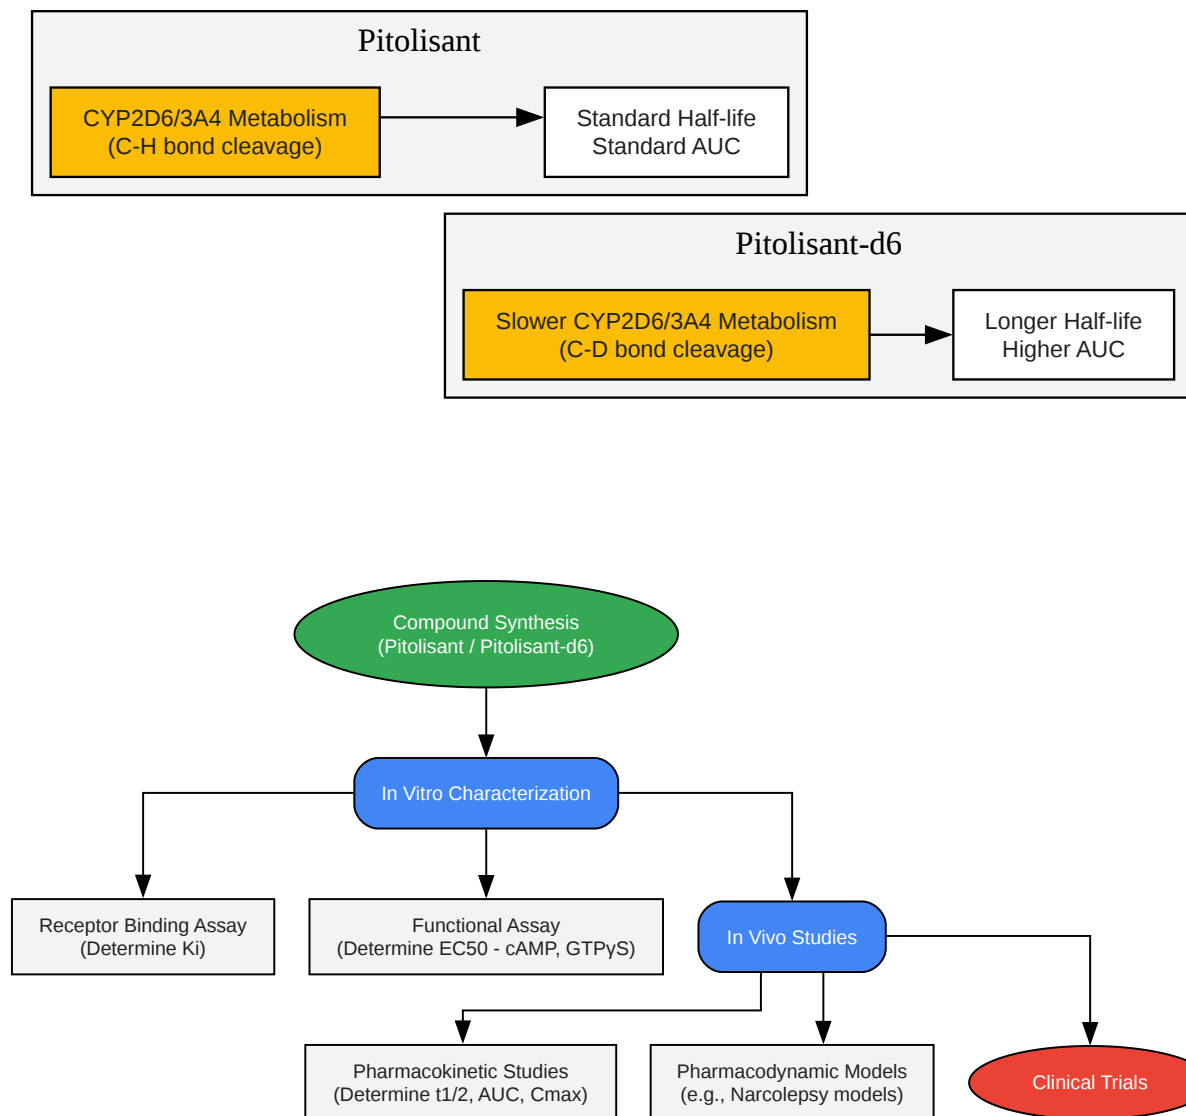 Pitolisant
CYP2D6/3A4 Metabolism
(C-H bond cleavage)
Standard Half-life
Standard AUC
Pitolisant-d6
Slower CYP2D6/3A4 Metabolism
(C-D bond cleavage)
Longer Half-life
Higher AUC
Compound Synthesis
(Pitolisant / Pitolisant-d6)
In Vitro Characterization
Receptor Binding Assay
(Determine Ki)
Functional Assay
(Determine EC50 - cAMP, GTPγS)
In Vivo Studies
Pharmacokinetic Studies
(Determine t1/2, AUC, Cmax)
Pharmacodynamic Models
(e.g., Narcolepsy models)
Clinical Trials